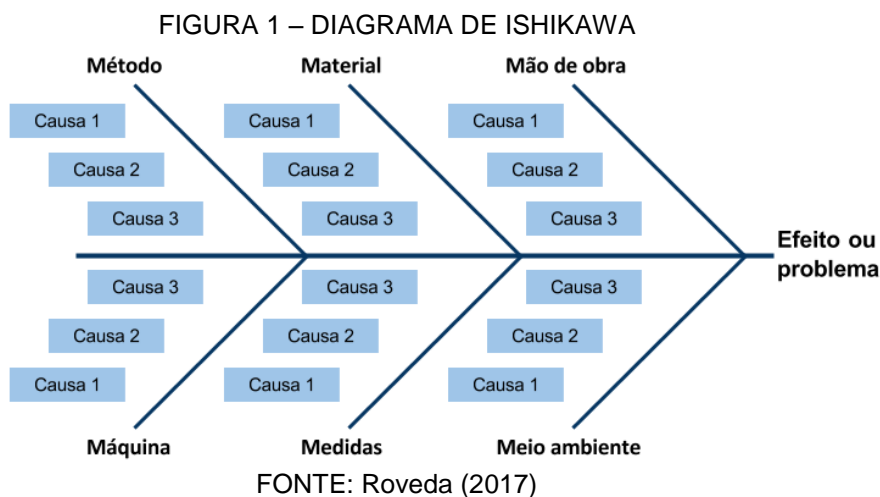 FIGURA 1 – DIAGRAMA DE ISHIKAWA
Método Material Mão de obra
Causa 1 Causa 1 Causa 1
Causa 2 Causa 2 Causa 2
Causa 3 Causa 3 Causa 3
Efeito ou
problema
Causa 3 Causa 3 Causa 3
Causa 2 Causa 2 Causa 2
Causa 1 Causa 1 Causa 1
Máquina Medidas Meio ambiente
FONTE: Roveda (2017)